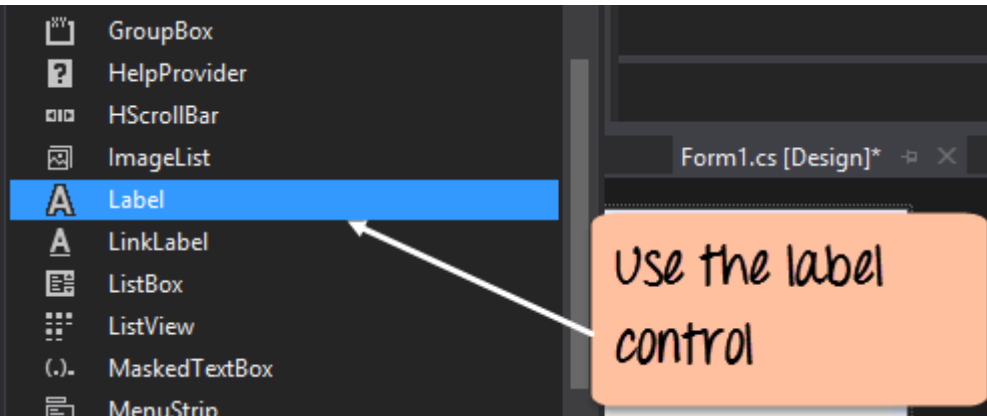 GroupBox
HelpProvider
HScrollBar
ImageList
Label
LinkLabel
ListBox
ListView
MaskedTextBox
MenuStrip
Form1.cs [Design]*
Use the label
control